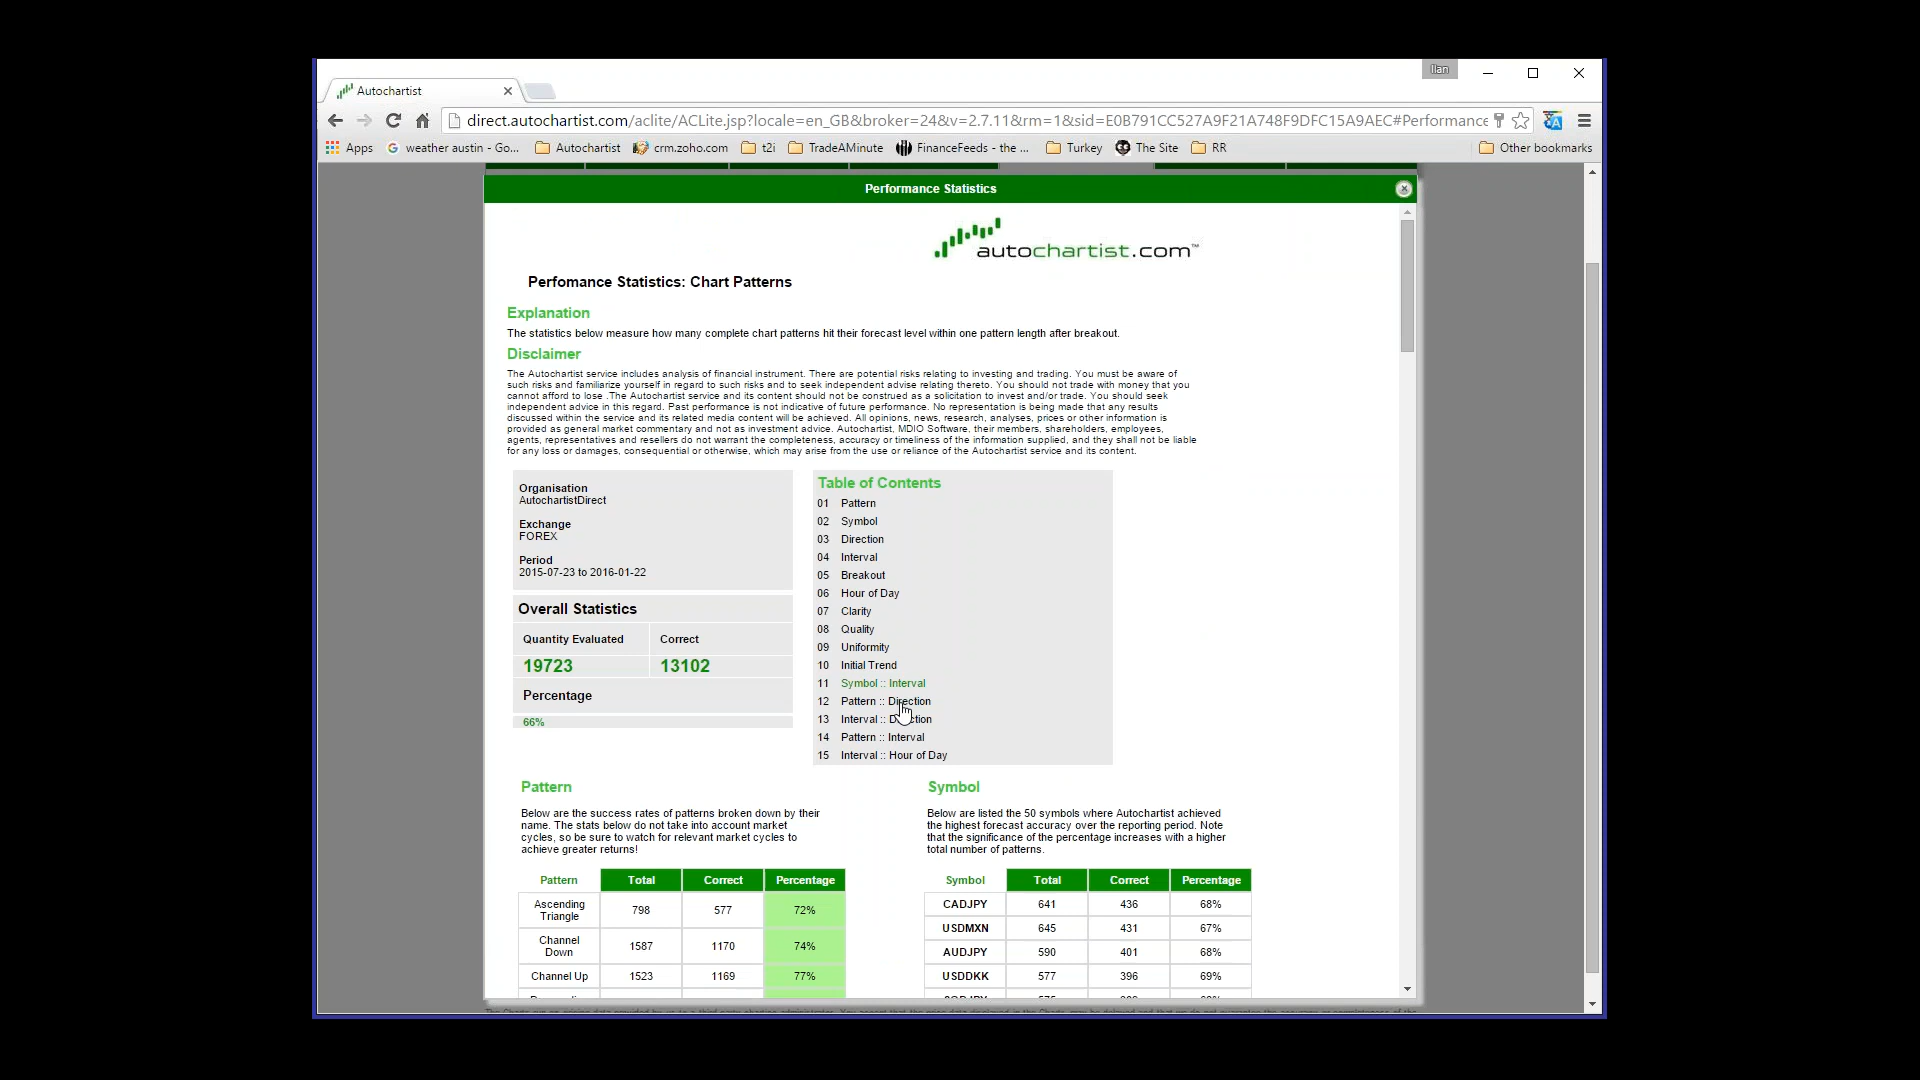 Ilan
Autochartist
direct.autochartist.com/aclite/ACLite.jsp?locale=en_GB&broker=24&v=2.7.11&rm=1&sid=E0B791CC527A9F21A748F9DFC15A9AEC#Performance
Apps weather austin - Go... Autochartist crm.zoho.com t2i TradeAMinute FinanceFeeds - the ... Turkey The Site RR Other bookmarks
Performance Statistics
autochartist.com™
Perfomance Statistics: Chart Patterns
Explanation
The statistics below measure how many complete chart patterns hit their forecast level within one pattern length after breakout.
Disclaimer
The Autochartist service includes analysis of financial instrument. There are potential risks relating to investing and trading. You must be aware of
such risks and familiarize yourself in regard to such risks and to seek independent advise relating thereto. You should not trade with money that you
cannot afford to lose .The Autochartist service and its content should not be construed as a solicitation to invest and/or trade. You should seek
independent advice in this regard. Past performance is not indicative of future performance. No representation is being made that any results
discussed within the service and its related media content will be achieved. All opinions, news, research, analyses, prices or other information is
provided as general market commentary and not as investment advice. Autochartist, MDIO Software, their members, shareholders, employees,
agents, representatives and resellers do not warrant the completeness, accuracy or timeliness of the information supplied, and they shall not be liable
for any loss or damages, consequential or otherwise, which may arise from the use or reliance of the Autochartist service and its content.
Organisation
AutochartistDirect
Exchange
FOREX
Period
2015-07-23 to 2016-01-22
Overall Statistics
Quantity Evaluated Correct
19723 13102
Percentage
66%
Table of Contents
01 Pattern
02 Symbol
03 Direction
04 Interval
05 Breakout
06 Hour of Day
07 Clarity
08 Quality
09 Uniformity
10 Initial Trend
11 Symbol :: Interval
12 Pattern :: Direction
13 Interval :: Direction
14 Pattern :: Interval
15 Interval :: Hour of Day
Pattern
Below are the success rates of patterns broken down by their
name. The stats below do not take into account market
cycles, so be sure to watch for relevant market cycles to
achieve greater returns!
Pattern Total Correct Percentage
Ascending
Triangle 798 577 72%
Channel
Down 1587 1170 74%
Channel Up 1523 1169 77%
Symbol
Below are listed the 50 symbols where Autochartist achieved
the highest forecast accuracy over the reporting period. Note
that the significance of the percentage increases with a higher
total number of patterns.
Symbol Total Correct Percentage
CADJPY 641 436 68%
USDMXN 645 431 67%
AUDJPY 590 401 68%
USDDKK 577 396 69%